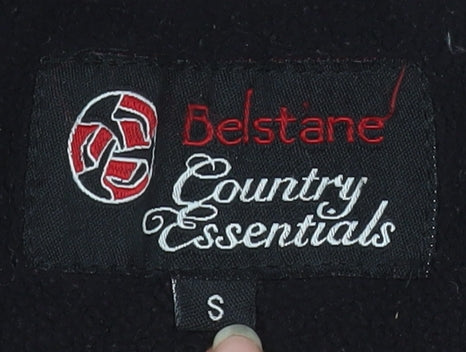 Belstane
Country
Essentials
S